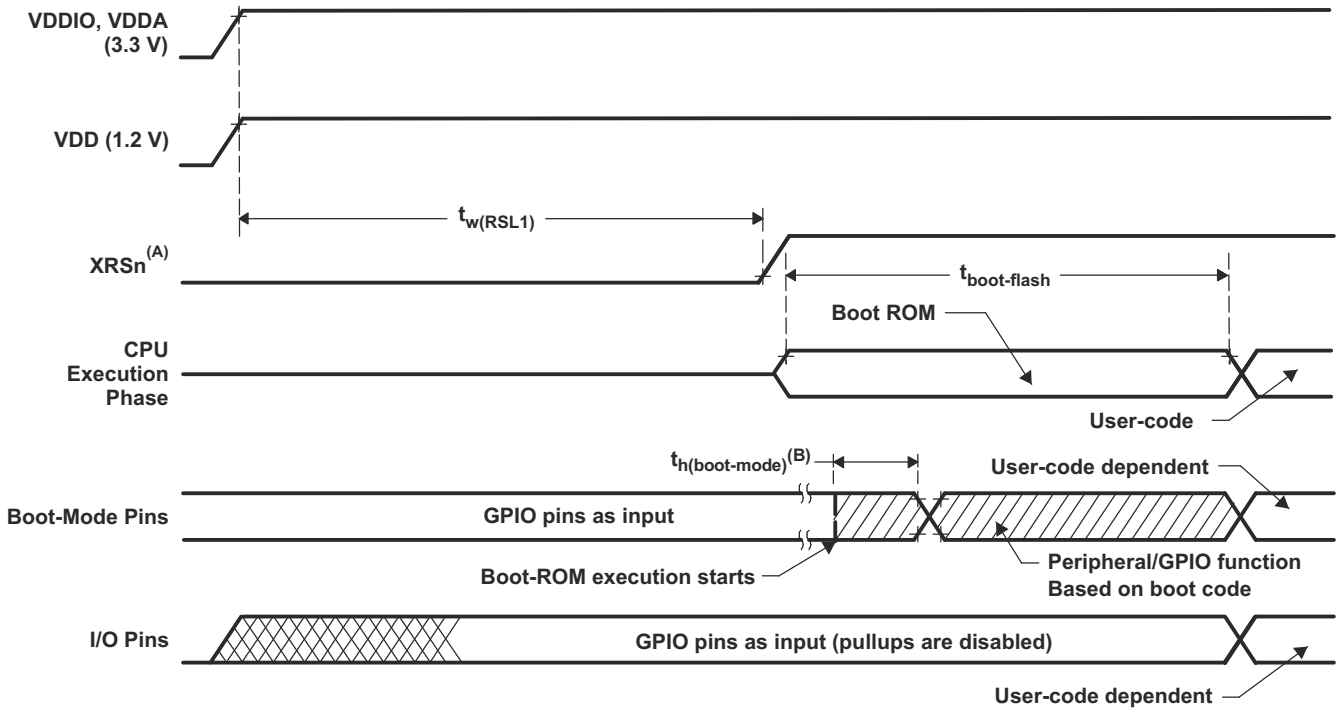 VDDIO, VDDA
(3.3 V)
VDD (1.2 V)
tw(RSL1)
XRSn(A)
tboot-flash
Boot ROM
CPU
Execution
Phase
User-code
th(boot-mode)(B)
User-code dependent
Boot-Mode Pins
GPIO pins as input
Boot-ROM execution starts
Peripheral/GPIO function
Based on boot code
I/O Pins
GPIO pins as input (pullups are disabled)
User-code dependent